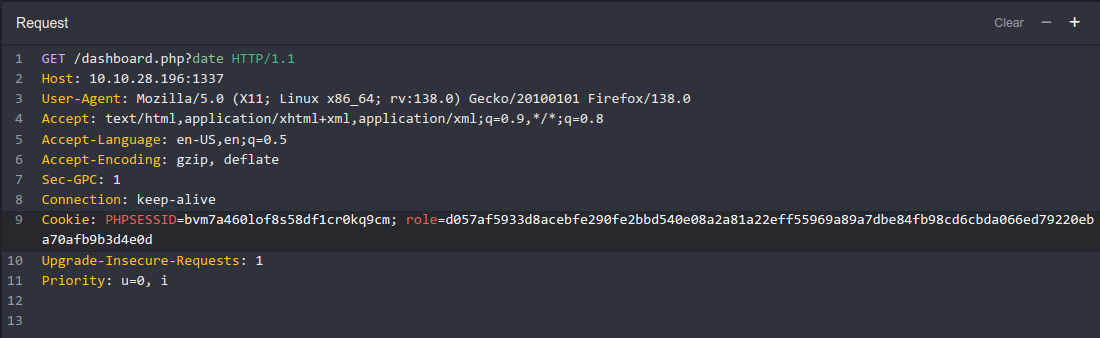 Request
Clear − +
1 GET /dashboard.php?date HTTP/1.1
2 Host: 10.10.28.196:1337
3 User-Agent: Mozilla/5.0 (X11; Linux x86_64; rv:138.0) Gecko/20100101 Firefox/138.0
4 Accept: text/html,application/xhtml+xml,application/xml;q=0.9,*/*;q=0.8
5 Accept-Language: en-US,en;q=0.5
6 Accept-Encoding: gzip, deflate
7 Sec-GPC: 1
8 Connection: keep-alive
9 Cookie: PHPSESSID=bvm7a460lof8s58df1cr0kq9cm; role=d057af5933d8acebfe290fe2bbd540e08a2a81a22eff55969a89a7dbe84fb98cd6cbda066ed79220eb
a70afb9b3d4e0d
10 Upgrade-Insecure-Requests: 1
11 Priority: u=0, i
12
13